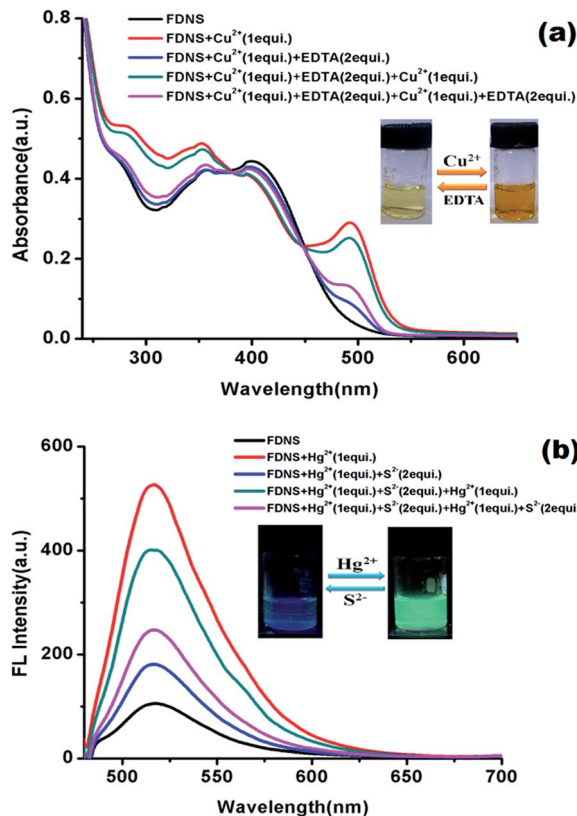 (a)
FDNS
FDNS+Cu²⁺(1equi.)
FDNS+Cu²⁺(1equi.)+EDTA(2equi.)
FDNS+Cu²⁺(1equi.)+EDTA(2equi.)+Cu²⁺(1equi.)
FDNS+Cu²⁺(1equi.)+EDTA(2equi.)+Cu²⁺(1equi.)+EDTA(2equi.)
Cu²⁺
EDTA
Absorbance(a.u.)
0.8
0.6
0.4
0.2
0.0
300 400 500 600
Wavelength(nm)
(b)
FDNS
FDNS+Hg²⁺(1equi.)
FDNS+Hg²⁺(1equi.)+S²⁻(2equi.)
FDNS+Hg²⁺(1equi.)+S²⁻(2equi.)+Hg²⁺(1equi.)
FDNS+Hg²⁺(1equi.)+S²⁻(2equi.)+Hg²⁺(1equi.)+S²⁻(2equi
Hg²⁺
S²⁻
FL Intensity(a.u.)
600
400
200
0
500 550 600 650 700
Wavelength(nm)